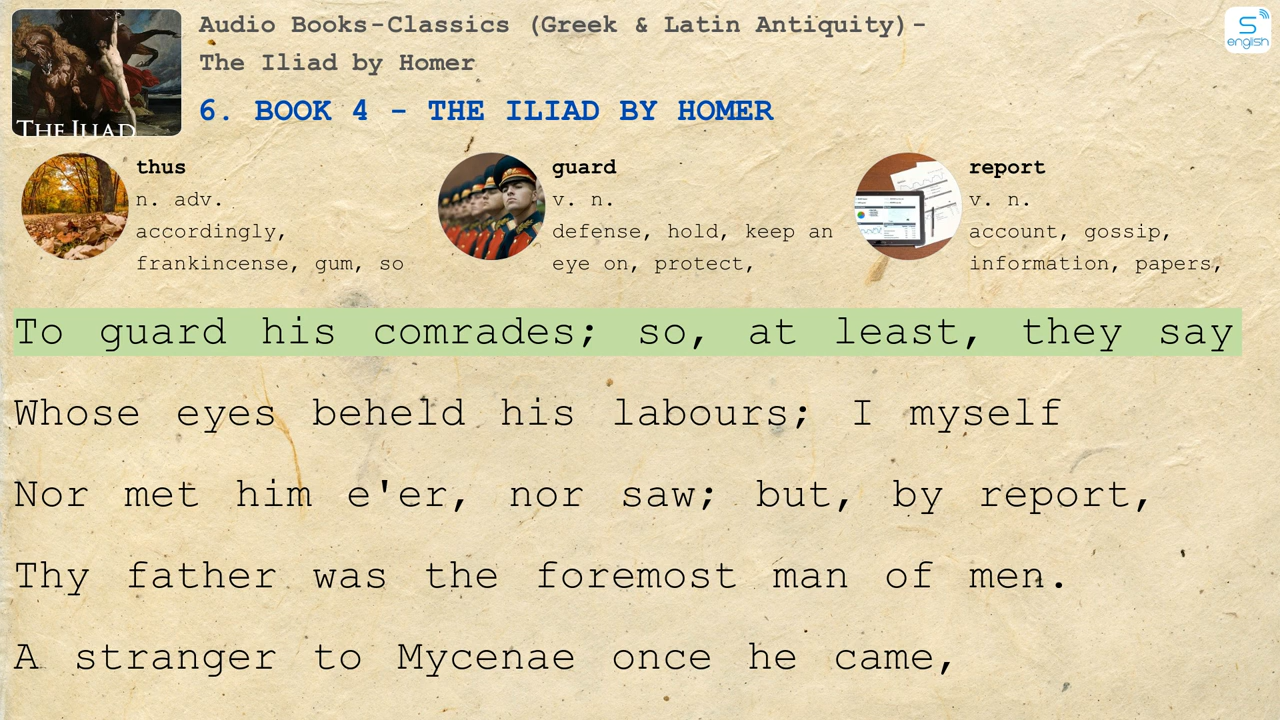 Audio Books-Classics (Greek & Latin Antiquity)-
The Iliad by Homer
6. BOOK 4 - THE ILIAD BY HOMER
THE ILIAD
S
english
thus
n. adv.
accordingly,
frankincense, gum, so
guard
v. n.
defense, hold, keep an
eye on, protect,
report
v. n.
account, gossip,
information, papers,
To guard his comrades; so, at least, they say
Whose eyes beheld his labours; I myself
Nor met him e'er, nor saw; but, by report,
Thy father was the foremost man of men.
A stranger to Mycenae once he came,